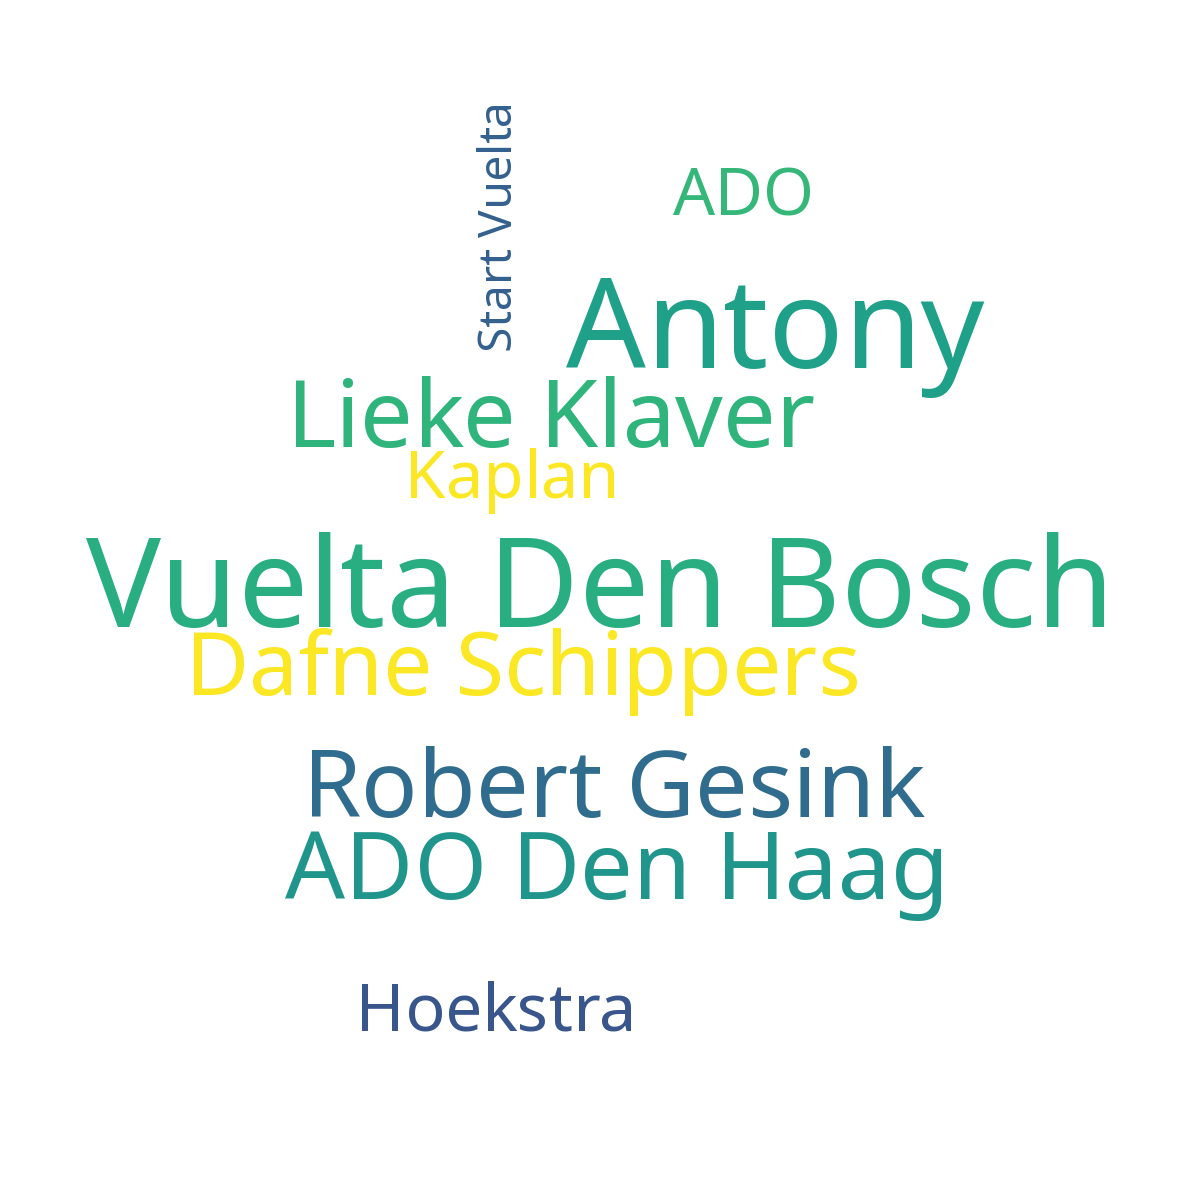 Start Vuelta
ADO
Antony
Lieke Klaver
Kaplan
Vuelta Den Bosch
Dafne Schippers
Robert Gesink
ADO Den Haag
Hoekstra